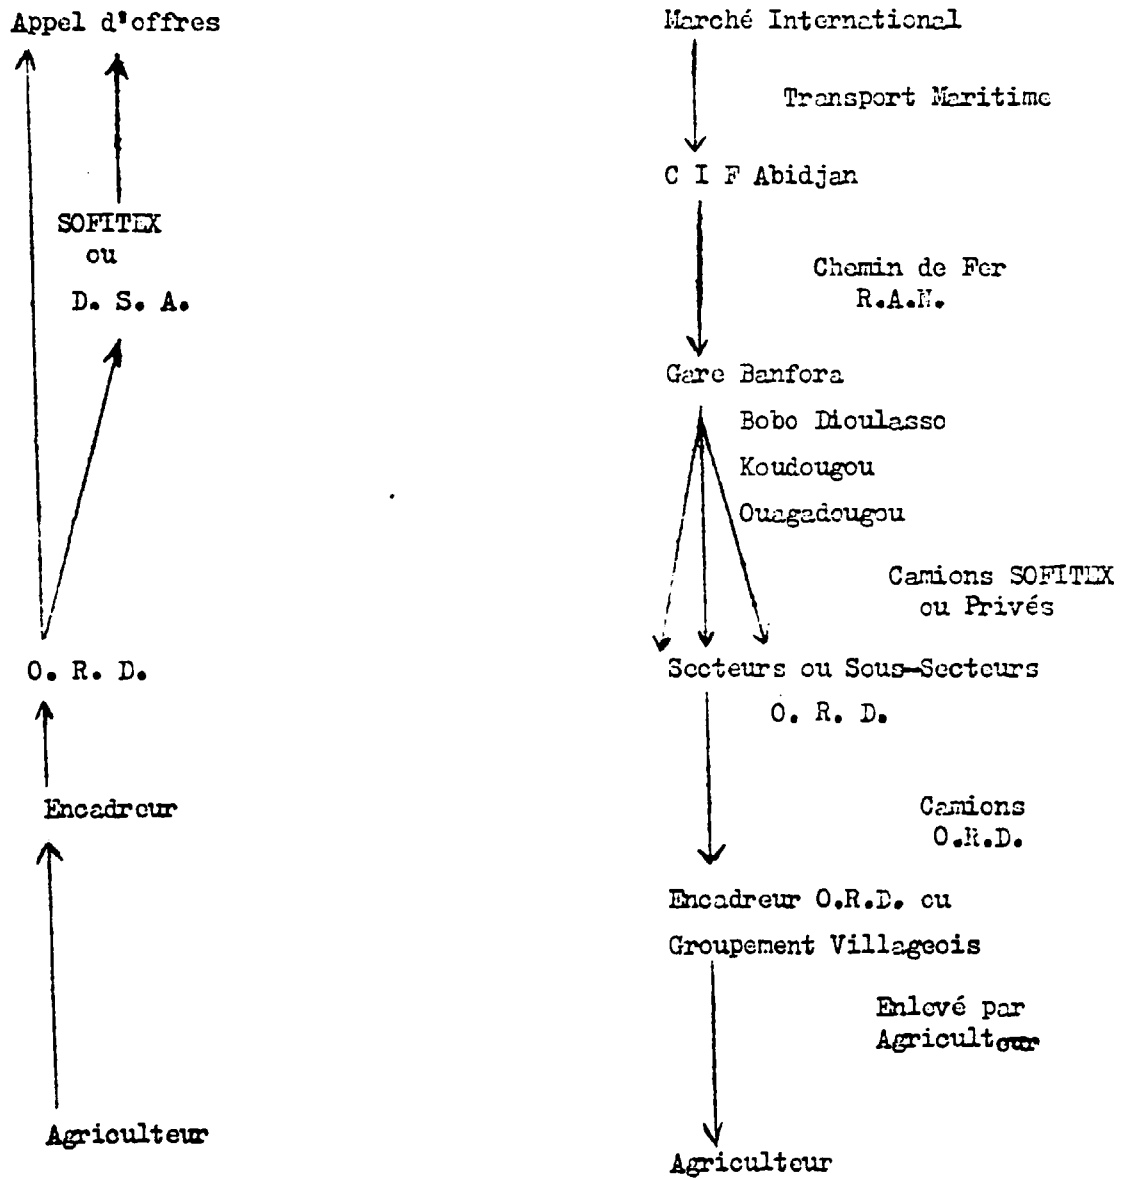 Appel d'offres
SOFITEX
ou
D. S. A.
O. R. D.
Encadreur
Agriculteur
Marché International
Transport Maritime
C I F Abidjan
Chemin de Fer
R.A.N.
Gare Banfora
Bobo Dioulasso
Koudougou
Ouagadougou
Camions SOFITEX
ou Privés
Secteurs ou Sous-Secteurs
O. R. D.
Camions
O.R.D.
Encadreur O.R.D. ou
Groupement Villageois
Enlevé par
Agriculteur
Agriculteur